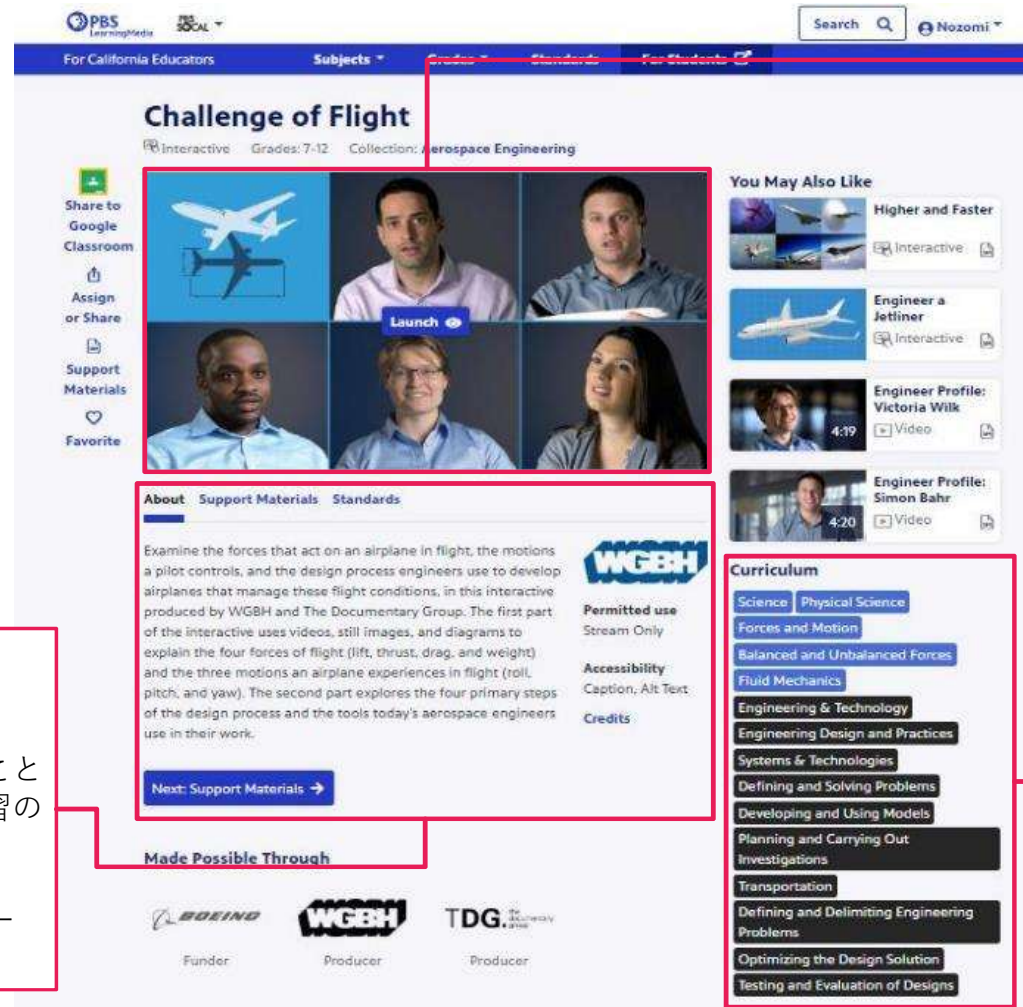 PBS
LearningMedia
PBS
SOCAL
Search
Nozomi
For California Educators
Subjects
Grades
Standards
For Students
Challenge of Flight
Interactive
Grades: 7-12
Collection: Aerospace Engineering
Share to
Google
Classroom
Assign
or Share
Support
Materials
Favorite
Launch
You May Also Like
Higher and Faster
Interactive
Engineer a
Jetliner
Interactive
Engineer Profile:
Victoria Wilk
4:19
Video
Engineer Profile:
Simon Bahr
4:20
Video
About Support Materials Standards
Examine the forces that act on an airplane in flight, the motions
a pilot controls, and the design process engineers use to develop
airplanes that manage these flight conditions, in this interactive
produced by WGBH and The Documentary Group. The first part
of the interactive uses videos, still images, and diagrams to
explain the four forces of flight (lift, thrust, drag, and weight)
and the three motions an airplane experiences in flight (roll,
pitch, and yaw). The second part explores the four primary steps
of the design process and the tools today's aerospace engineers
use in their work.
Next: Support Materials →
WGBH
Permitted use
Stream Only
Accessibility
Caption, Alt Text
Credits
Curriculum
Science Physical Science
Forces and Motion
Balanced and Unbalanced Forces
Fluid Mechanics
Engineering & Technology
Engineering Design and Practices
Systems & Technologies
Defining and Solving Problems
Developing and Using Models
Planning and Carrying Out
Investigations
Transportation
Defining and Delimiting Engineering
Problems
Optimizing the Design Solution
Testing and Evaluation of Designs
こと
習の
ー
Made Possible Through
BOEING
WGBH
TDG. the documentary group
Funder
Producer
Producer